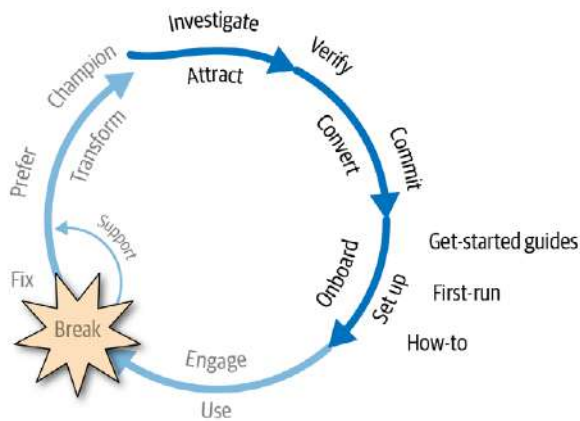 Investigate
Attract
Verify
Convert
Commit
Onboard
Set up
Get-started guides
First-run
How-to
Engage
Use
Break
Fix
Support
Prefer
Transform
Champion